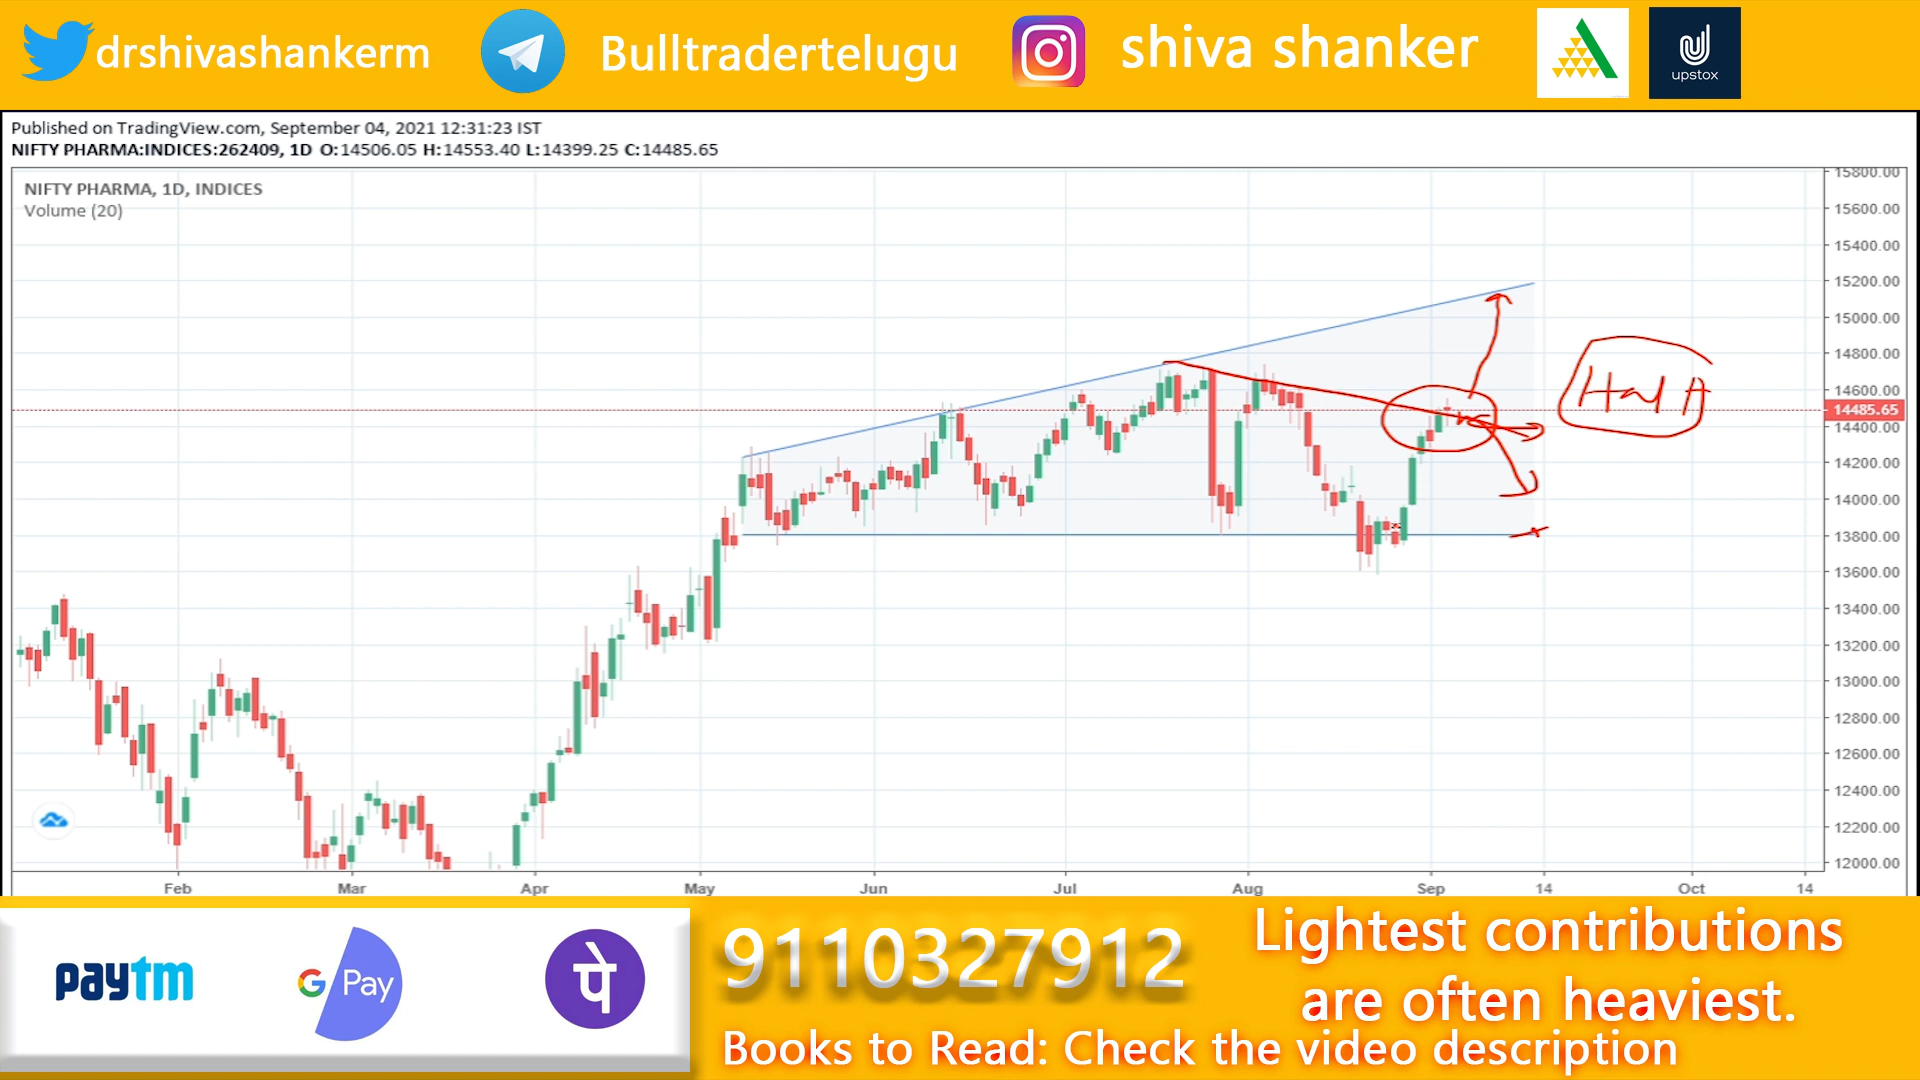 drshivashankerm
Bulltradertelugu
shiva shanker
upstox
Published on TradingView.com, September 04, 2021 12:31:23 IST
NIFTY PHARMA:INDICES:262409, 1D O:14506.05 H:14553.40 L:14399.25 C:14485.65
NIFTY PHARMA, 1D, INDICES
Volume (20)
15800.00
15600.00
15400.00
15200.00
15000.00
14800.00
14600.00
14485.65
14400.00
14200.00
14000.00
13800.00
13600.00
13400.00
13200.00
13000.00
12800.00
12600.00
12400.00
12200.00
12000.00
Feb Mar Apr May Jun Jul Aug Sep 14 Oct 14
paytm
G Pay
पे
9110327912
Lightest contributions
are often heaviest.
Books to Read: Check the video description